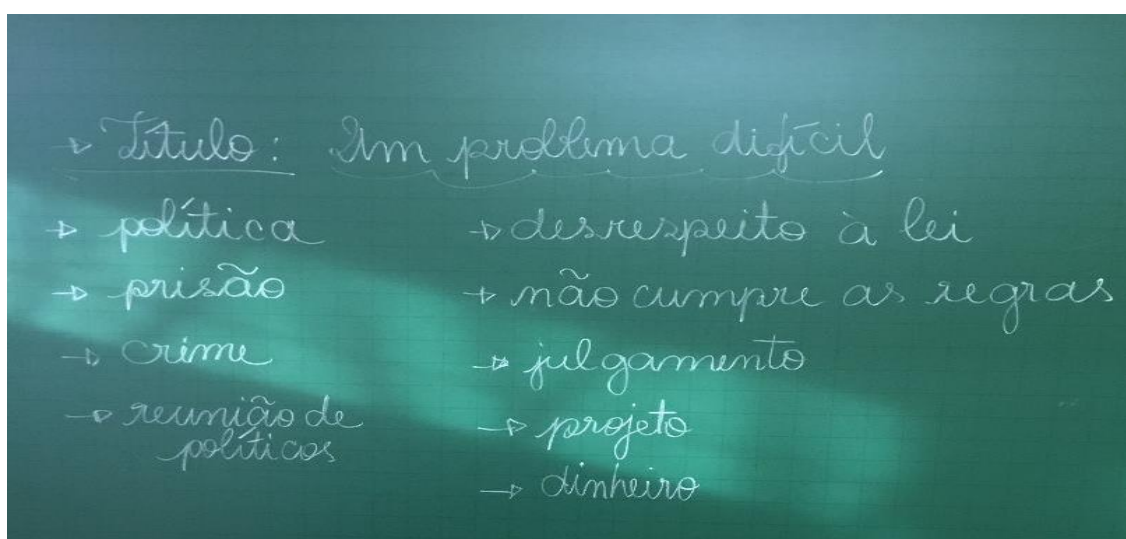 → Título: Um problema difícil
→ política
→ prisão
→ crime
→ reunião de
políticos
→ desrespeito à lei
→ não cumpre as regras
→ julgamento
→ projeto
→ dinheiro